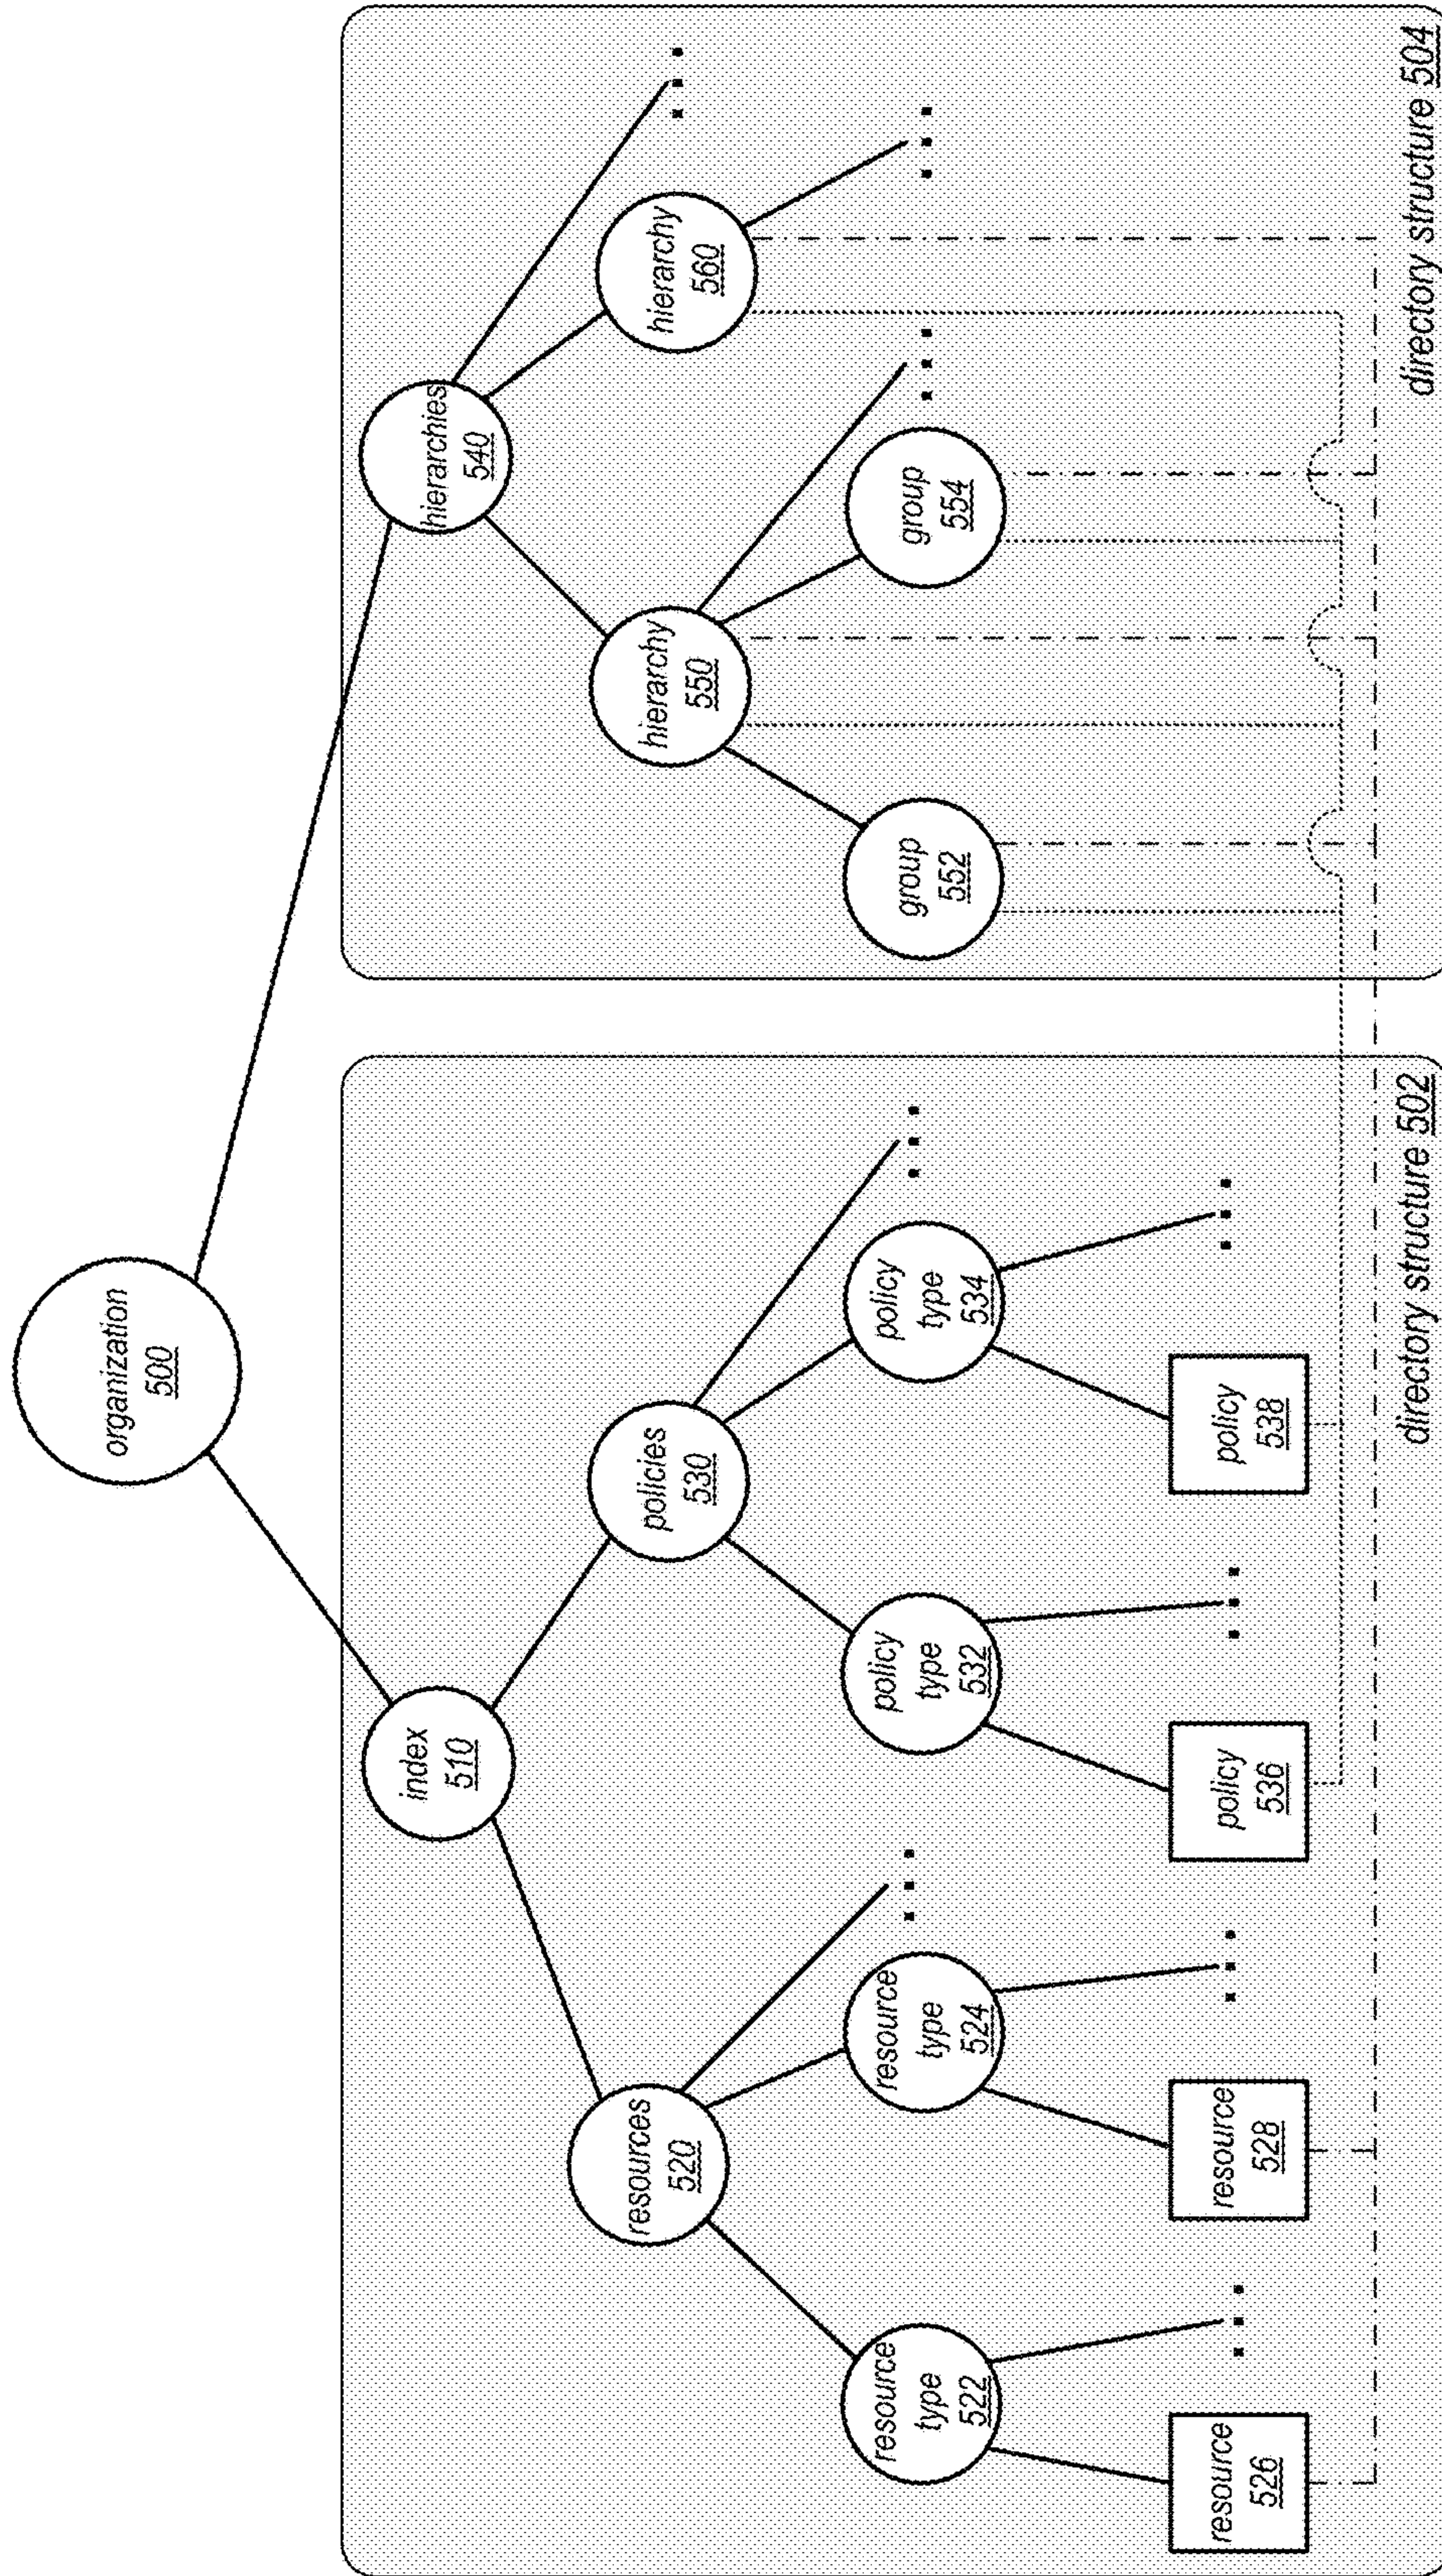 organization
500
index
510
hierarchies
540
resources
520
policies
530
hierarchy
550
hierarchy
560
resource
type
522
resource
type
524
policy
type
532
policy
type
534
group
552
group
554
resource
526
resource
528
policy
536
policy
538
directory structure 502
directory structure 504